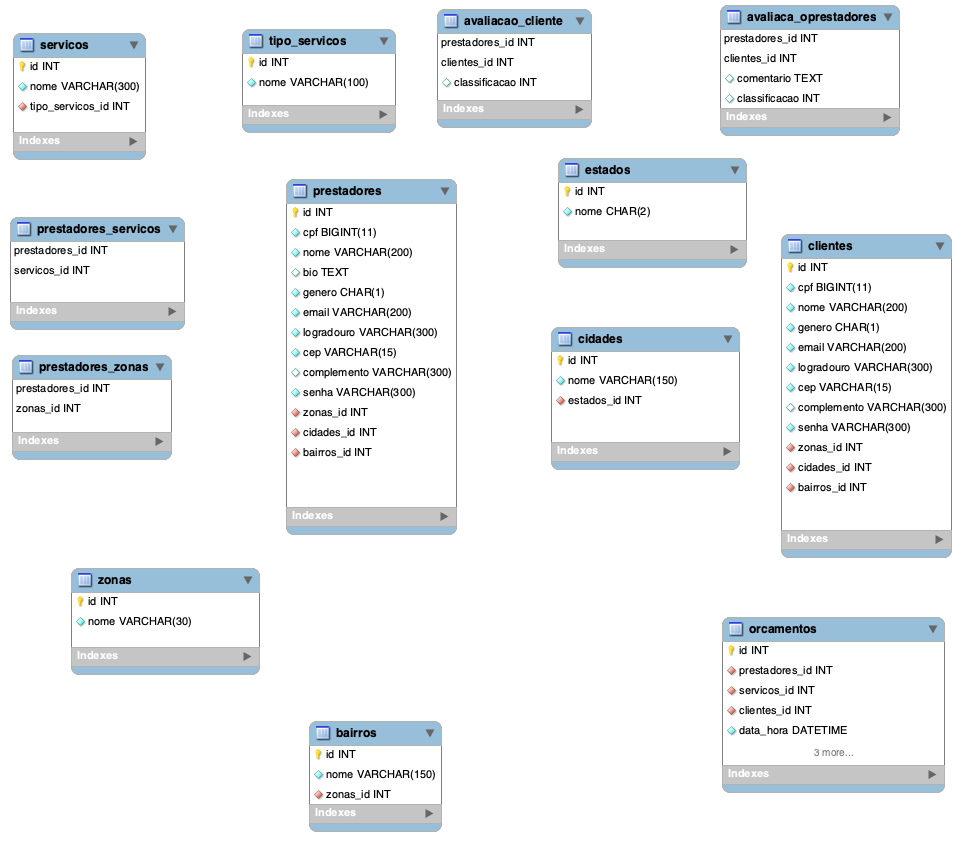 servicos
id INT
nome VARCHAR(300)
tipo_servicos_id INT
Indexes
tipo_servicos
id INT
nome VARCHAR(100)
Indexes
avaliacao_cliente
prestadores_id INT
clientes_id INT
classificacao INT
Indexes
avaliaca_oprestadores
prestadores_id INT
clientes_id INT
comentario TEXT
classificacao INT
Indexes
prestadores_servicos
prestadores_id INT
servicos_id INT
Indexes
prestadores
id INT
cpf BIGINT(11)
nome VARCHAR(200)
bio TEXT
genero CHAR(1)
email VARCHAR(200)
logradouro VARCHAR(300)
cep VARCHAR(15)
complemento VARCHAR(300)
senha VARCHAR(300)
zonas_id INT
cidades_id INT
bairros_id INT
Indexes
estados
id INT
nome CHAR(2)
Indexes
clientes
id INT
cpf BIGINT(11)
nome VARCHAR(200)
genero CHAR(1)
email VARCHAR(200)
logradouro VARCHAR(300)
cep VARCHAR(15)
complemento VARCHAR(300)
senha VARCHAR(300)
zonas_id INT
cidades_id INT
bairros_id INT
Indexes
prestadores_zonas
prestadores_id INT
zonas_id INT
Indexes
cidades
id INT
nome VARCHAR(150)
estados_id INT
Indexes
zonas
id INT
nome VARCHAR(30)
Indexes
orcamentos
id INT
prestadores_id INT
servicos_id INT
clientes_id INT
data_hora DATETIME
3 more...
Indexes
bairros
id INT
nome VARCHAR(150)
zonas_id INT
Indexes